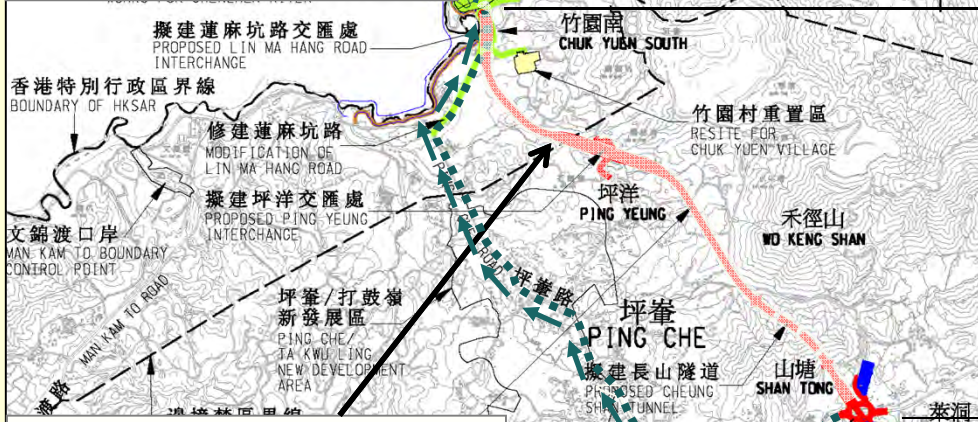 擬建蓮麻坑路交匯處
PROPOSED LIN MA HANG ROAD
INTERCHANGE
竹園南
CHUK YUEN SOUTH
香港特別行政區界線
BOUNDARY OF HKSAR
竹園村重置區
RESITE FOR
CHUK YUEN VILLAGE
修建蓮麻坑路
MODIFICATION OF
LIN MA HANG ROAD
擬建坪洋交匯處
PROPOSED PING YEUNG
INTERCHANGE
坪洋
PING YEUNG
禾徑山
WO KENG SHAN
文錦渡口岸
MAN KAM TO BOUNDARY
CONTROL POINT
MAN KAM TO ROAD
渡路
坪輋路
ROAD
坪輋/打鼓嶺
新發展區
PING CHE/
TA KWU LING
NEW DEVELOPMENT
AREA
坪輋
PING CHE
擬建長山隧道
PROPOSED CHEUNG
SHAN TUNNEL
山塘
SHAN TONG
萊洞